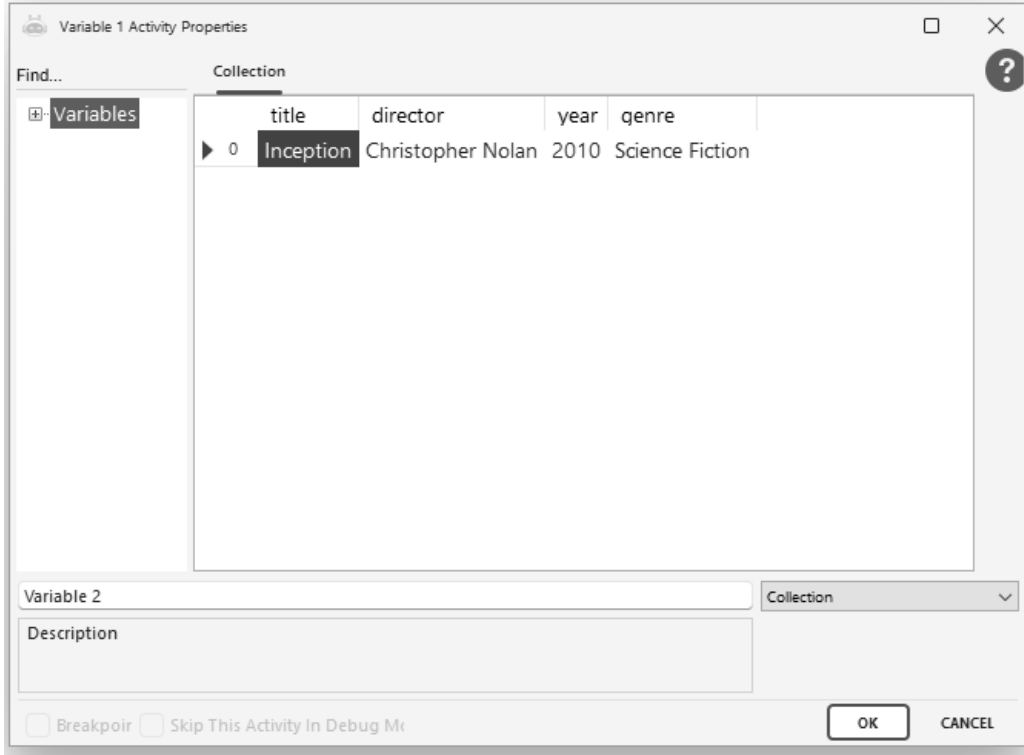 Variable 1 Activity Properties
Find...
Collection
?
Variables
title director year genre
0 Inception Christopher Nolan 2010 Science Fiction
Variable 2
Collection
Description
Breakpoir Skip This Activity In Debug Mo
OK CANCEL